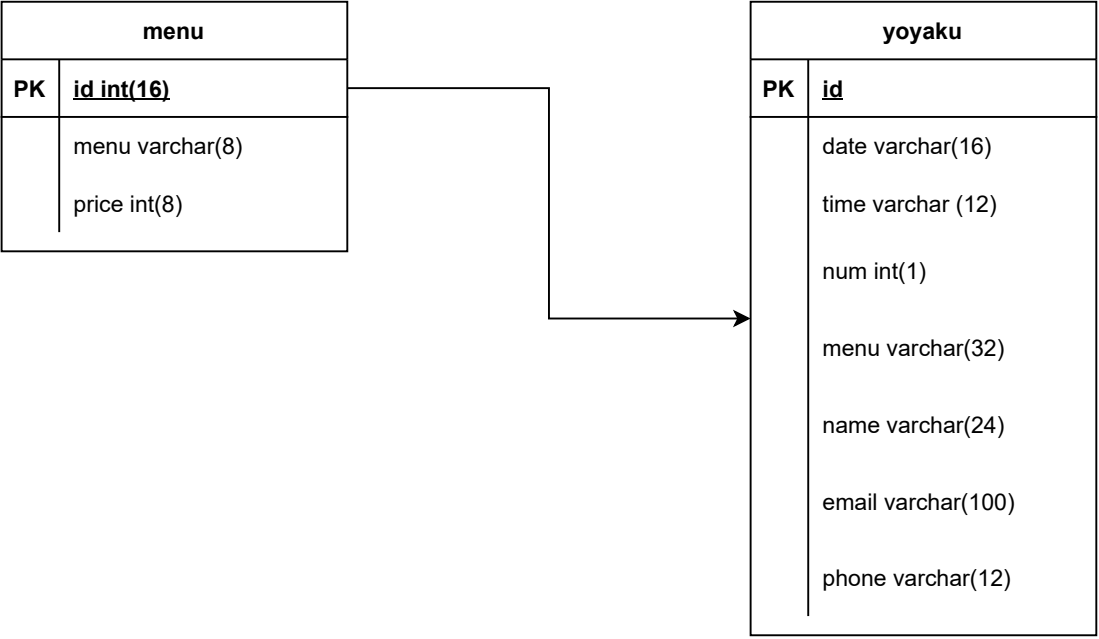 menu
PK id int(16)
menu varchar(8)
price int(8)
yoyaku
PK id
date varchar(16)
time varchar (12)
num int(1)
menu varchar(32)
name varchar(24)
email varchar(100)
phone varchar(12)